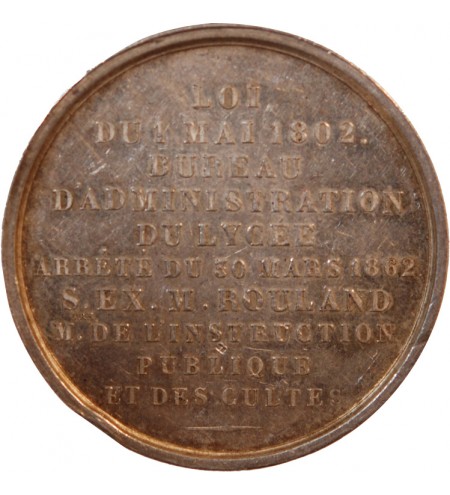 LOI
DU 1 MAI 1802.
BUREAU
D'ADMINISTRATION
DU LYCÉE
ARRÊTÉ DU 30 MARS 1862
S. EX. M. ROULAND
M. DE L'INSTRUCTION
PUBLIQUE
ET DES CULTES